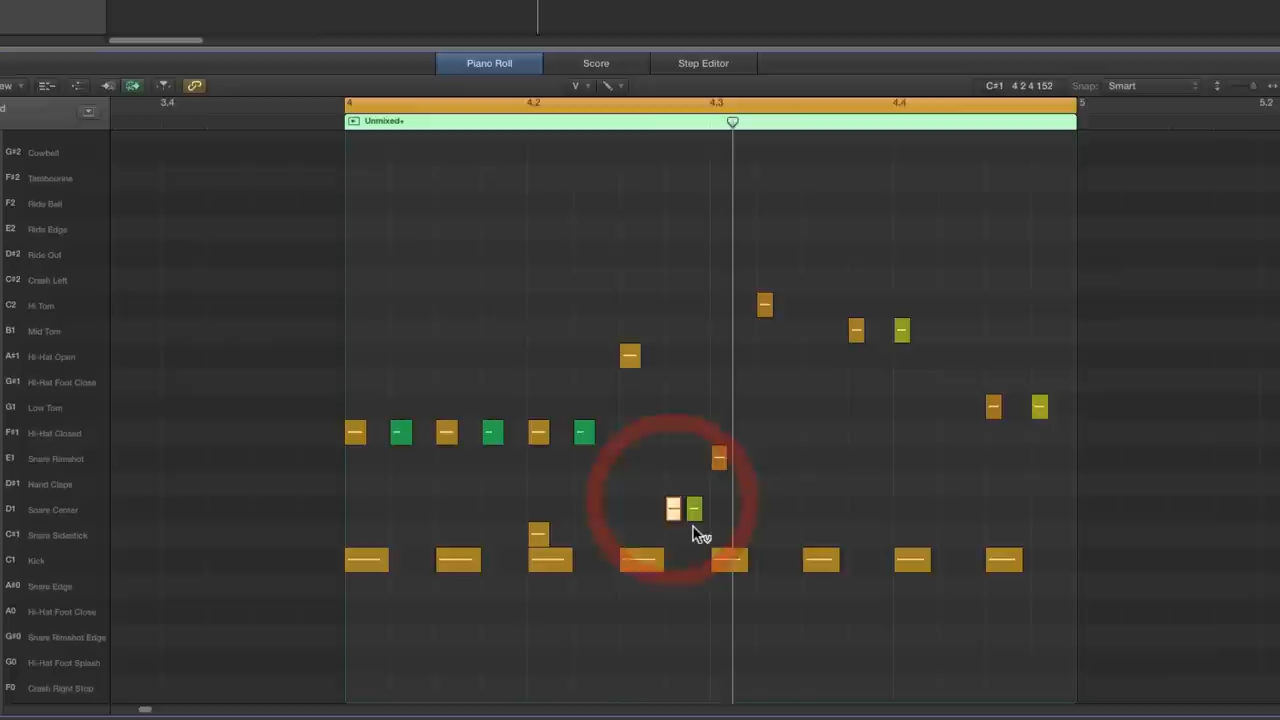 Piano Roll Score Step Editor
ew C#1 4 2 4 152 Snap: Smart
d 3.4 4 4.2 4.3 4.4 5 5.2
Unmixed+
G#2 Cowbell
F#2 Tambourine
F2 Ride Bell
E2 Ride Edge
D#2 Ride Out
C#2 Crash Left
C2 Hi Tom
B1 Mid Tom
A#1 Hi-Hat Open
G#1 Hi-Hat Foot Close
G1 Low Tom
F#1 Hi-Hat Closed
E1 Snare Rimshot
D#1 Hand Claps
D1 Snare Center
C#1 Snare Sidestick
C1 Kick
A#0 Snare Edge
A0 Hi-Hat Foot Close
G#0 Snare Rimshot Edge
G0 Hi-Hat Foot Splash
F0 Crash Right Stop